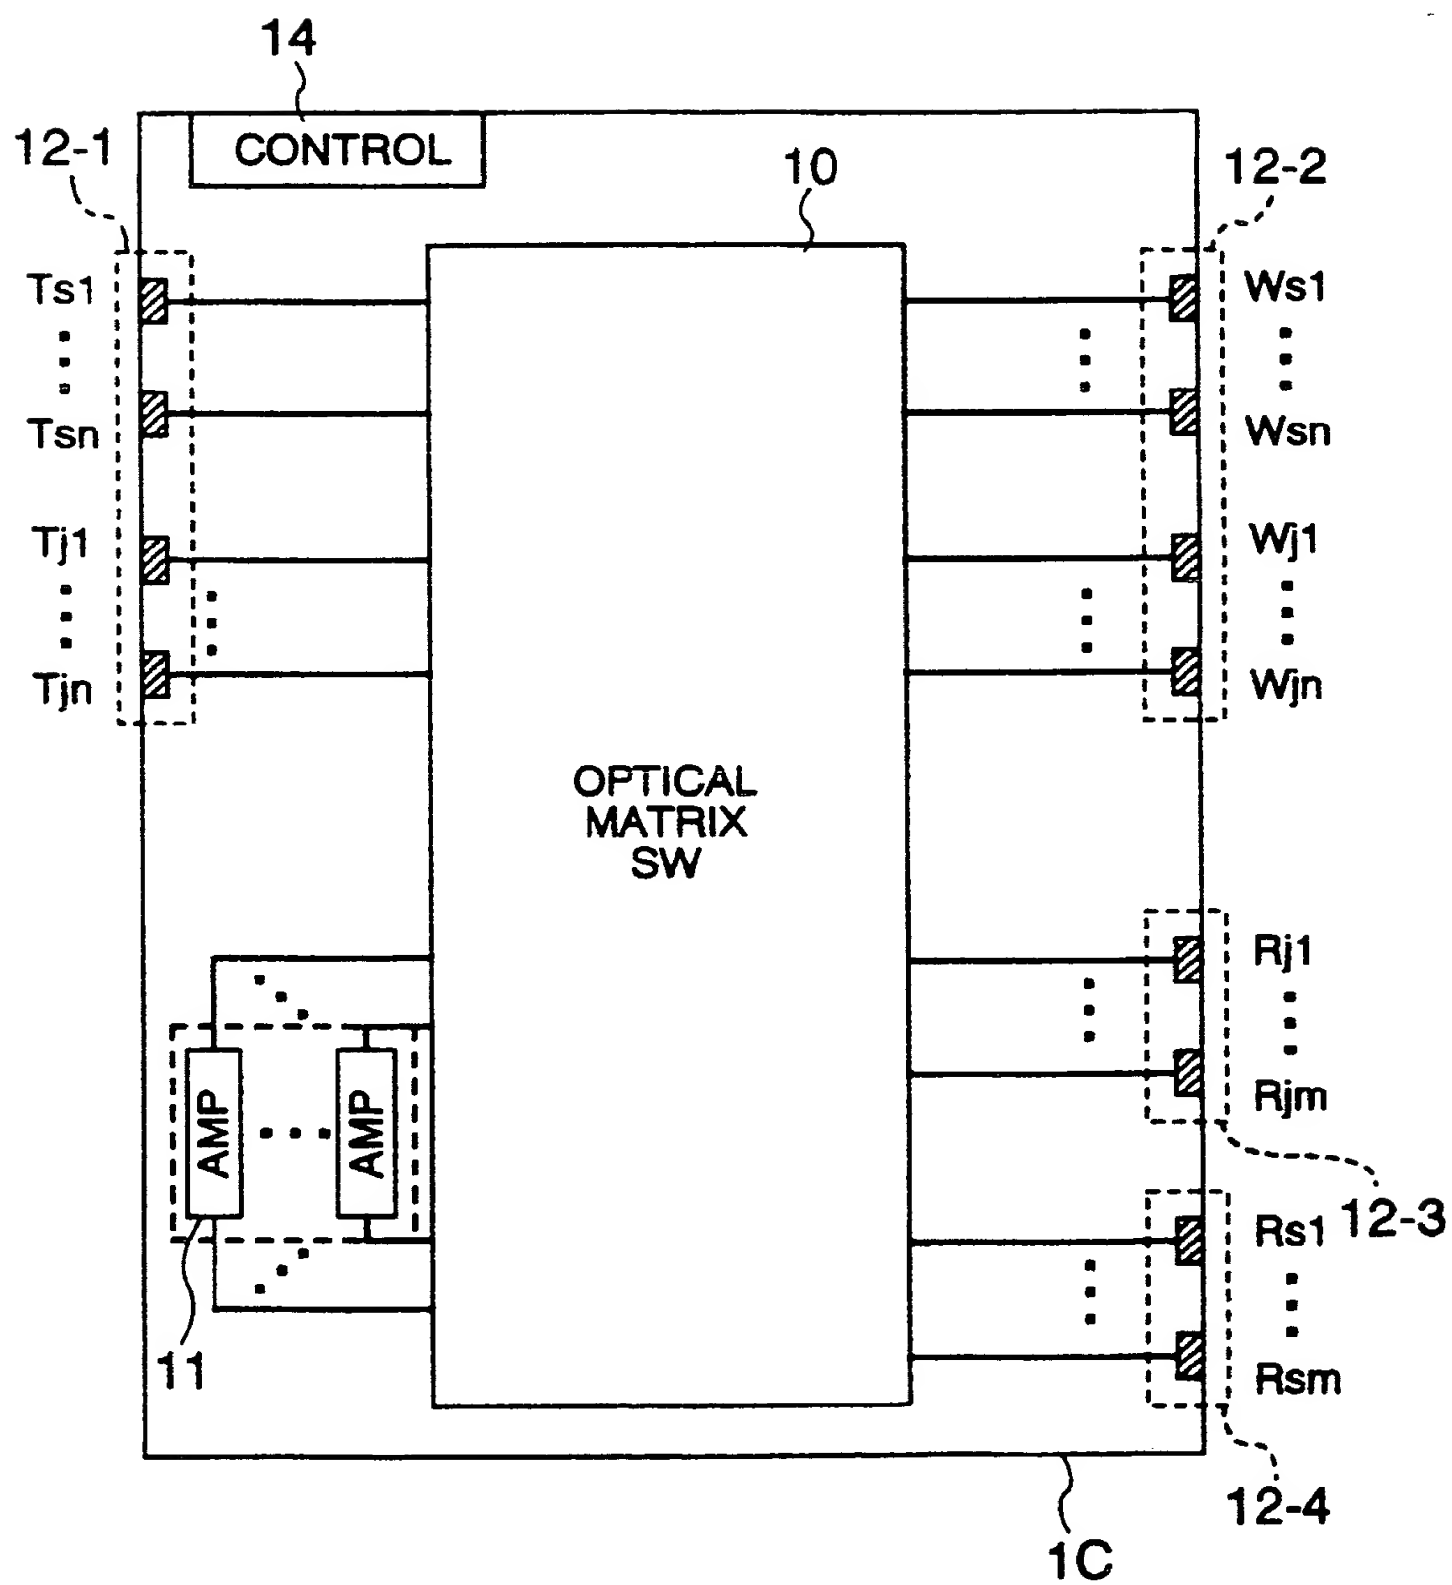 14
CONTROL
12-1
10
12-2
Ts1
Tsn
Tj1
Tjn
Ws1
Wsn
Wj1
Wjn
OPTICAL
MATRIX
SW
Rj1
Rjm
12-3
AMP
AMP
11
Rs1
Rsm
12-4
1C